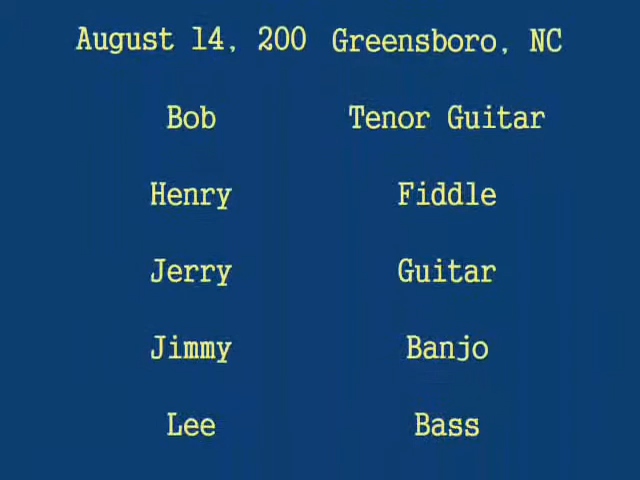 August 14, 200 Greensboro, NC
Bob Tenor Guitar
Henry Fiddle
Jerry Guitar
Jimmy Banjo
Lee Bass